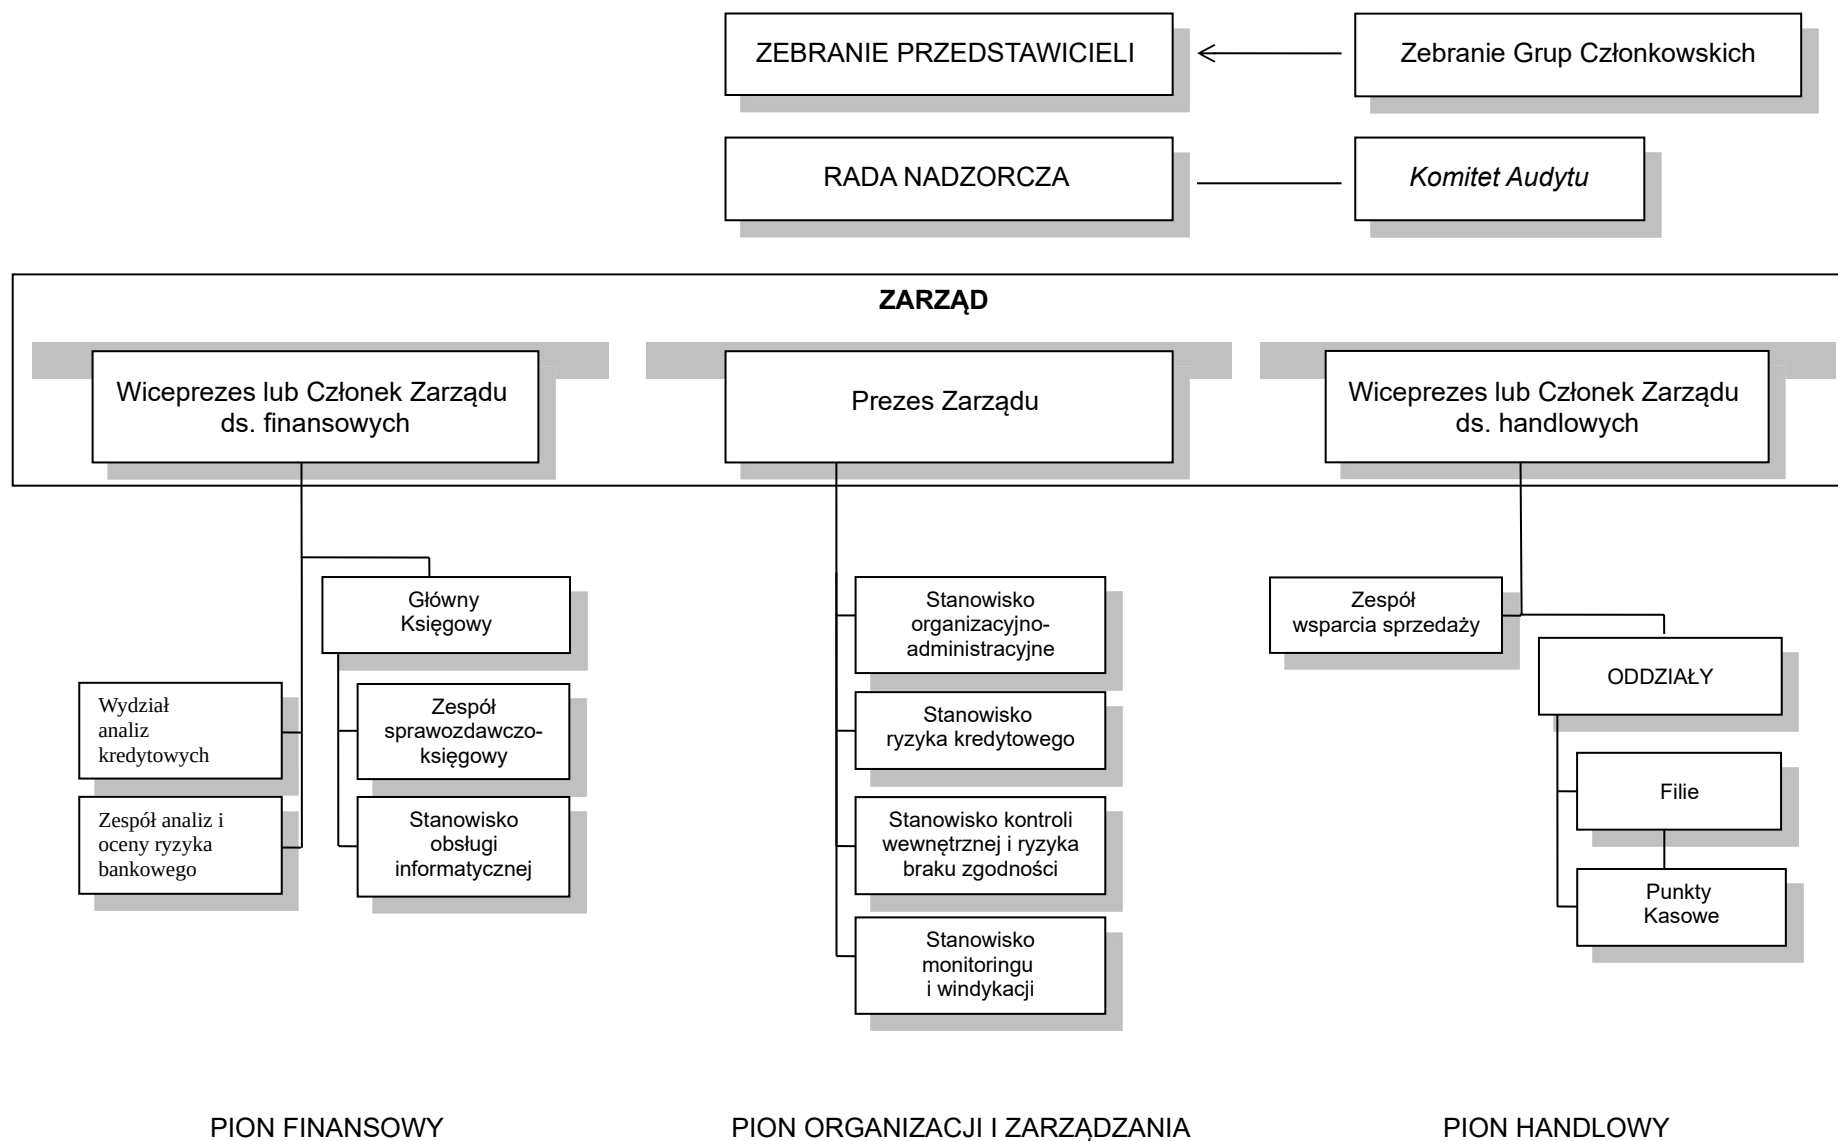 ZEBRANIE PRZEDSTAWICIELI
Zebranie Grup Członkowskich
RADA NADZORCZA
Komitet Audytu
ZARZĄD
Wiceprezes lub Członek Zarządu
ds. finansowych
Prezes Zarządu
Wiceprezes lub Członek Zarządu
ds. handlowych
Główny
Księgowy
Wydział
analiz
kredytowych
Zespół
sprawozdawczo-
księgowy
Zespół analiz i
oceny ryzyka
bankowego
Stanowisko
obsługi
informatycznej
Stanowisko
organizacyjno-
administracyjne
Stanowisko
ryzyka kredytowego
Stanowisko kontroli
wewnętrznej i ryzyka
braku zgodności
Stanowisko
monitoringu
i windykacji
Zespół
wsparcia sprzedaży
ODDZIAŁY
Filie
Punkty
Kasowe
PION FINANSOWY
PION ORGANIZACJI I ZARZĄDZANIA
PION HANDLOWY